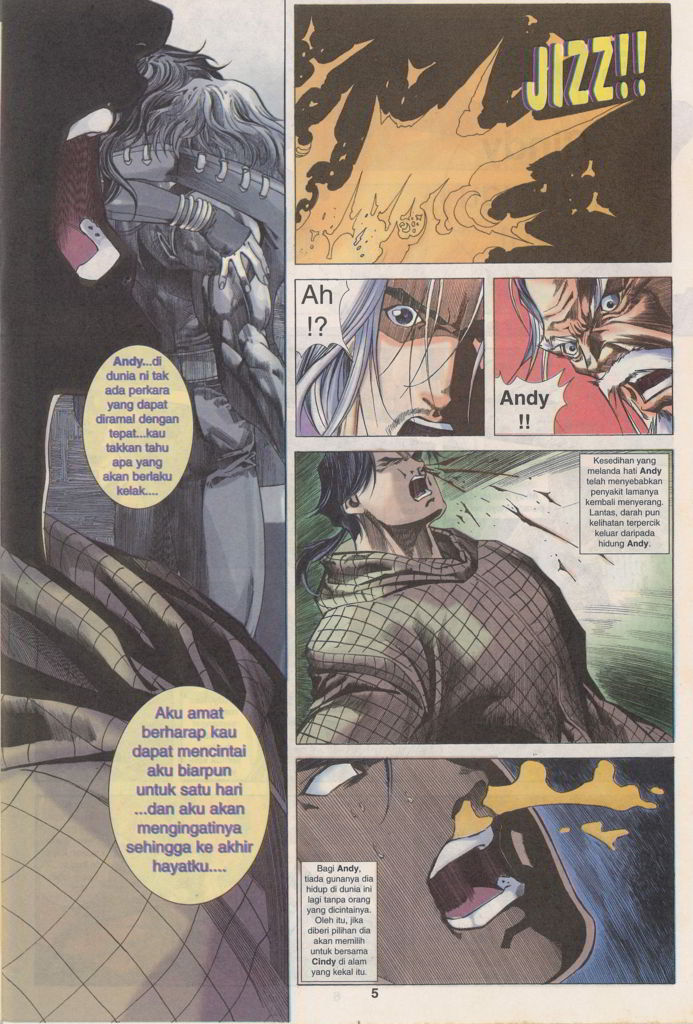 Andy...di
dunia ni tak
ada perkara
yang dapat
diramal dengan
tepat...kau
takkan tahu
apa yang
akan berlaku
kelak....
Aku amat
berharap kau
dapat mencintai
aku biarpun
untuk satu hari
...dan aku akan
mengingatinya
sehingga ke akhir
hayatku....
JIZZ!!
Ah
!?
Andy
!!
Kesedihan yang
melanda hati Andy
telah menyebabkan
penyakit lamanya
kembali menyerang.
Lantas, darah pun
kelihatan terpercik
keluar daripada
hidung Andy.
Bagi Andy,
tiada gunanya dia
hidup di dunia ini
lagi tanpa orang
yang dicintainya.
Oleh itu, jika
diberi pilihan dia
akan memilih
untuk bersama
Cindy di alam
yang kekal itu.
5